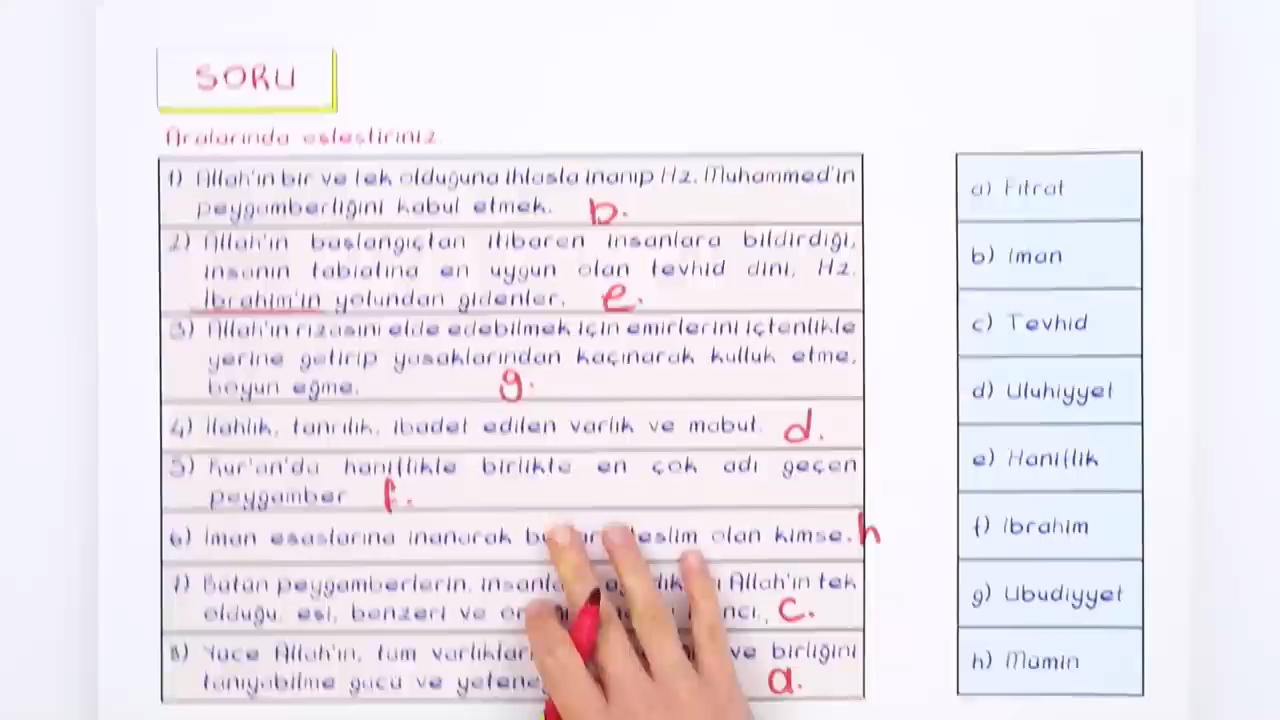 SORU
Aralarında eşleştiriniz.
1) Allah'ın bir ve tek olduğuna ihlasla inanıp Hz. Muhammed'in
peygamberliğini kabul etmek. b.
2) Allah'ın başlangıçtan itibaren insanlara bildirdiği,
insanın tabiatına en uygun olan tevhid dini, Hz.
İbrahim'in yolundan gidenler. e.
3) Allah'ın rızasını elde edebilmek için emirlerini içtenlikle
yerine getirip yasaklarından kaçınarak kulluk etme,
boyun eğme. g.
4) İlahlık, tanrılık, ibadet edilen varlık ve mabut. d.
5) Kur'an'da haniflikle birlikte en çok adı geçen
peygamber f.
6) İman esaslarına inanarak teslim olan kimse. h
7) Bütün peygamberlerin, insanla Allah'ın tek
olduğu, eşi, benzeri ve c.
8) Yüce Allah'ın, tüm varlıklar ve birliğini
tanıyabilme gücü ve a.
a) Fıtrat
b) İman
c) Tevhid
d) Uluhiyyet
e) Haniflik
f) İbrahim
g) Ubudiyyet
h) Mümin